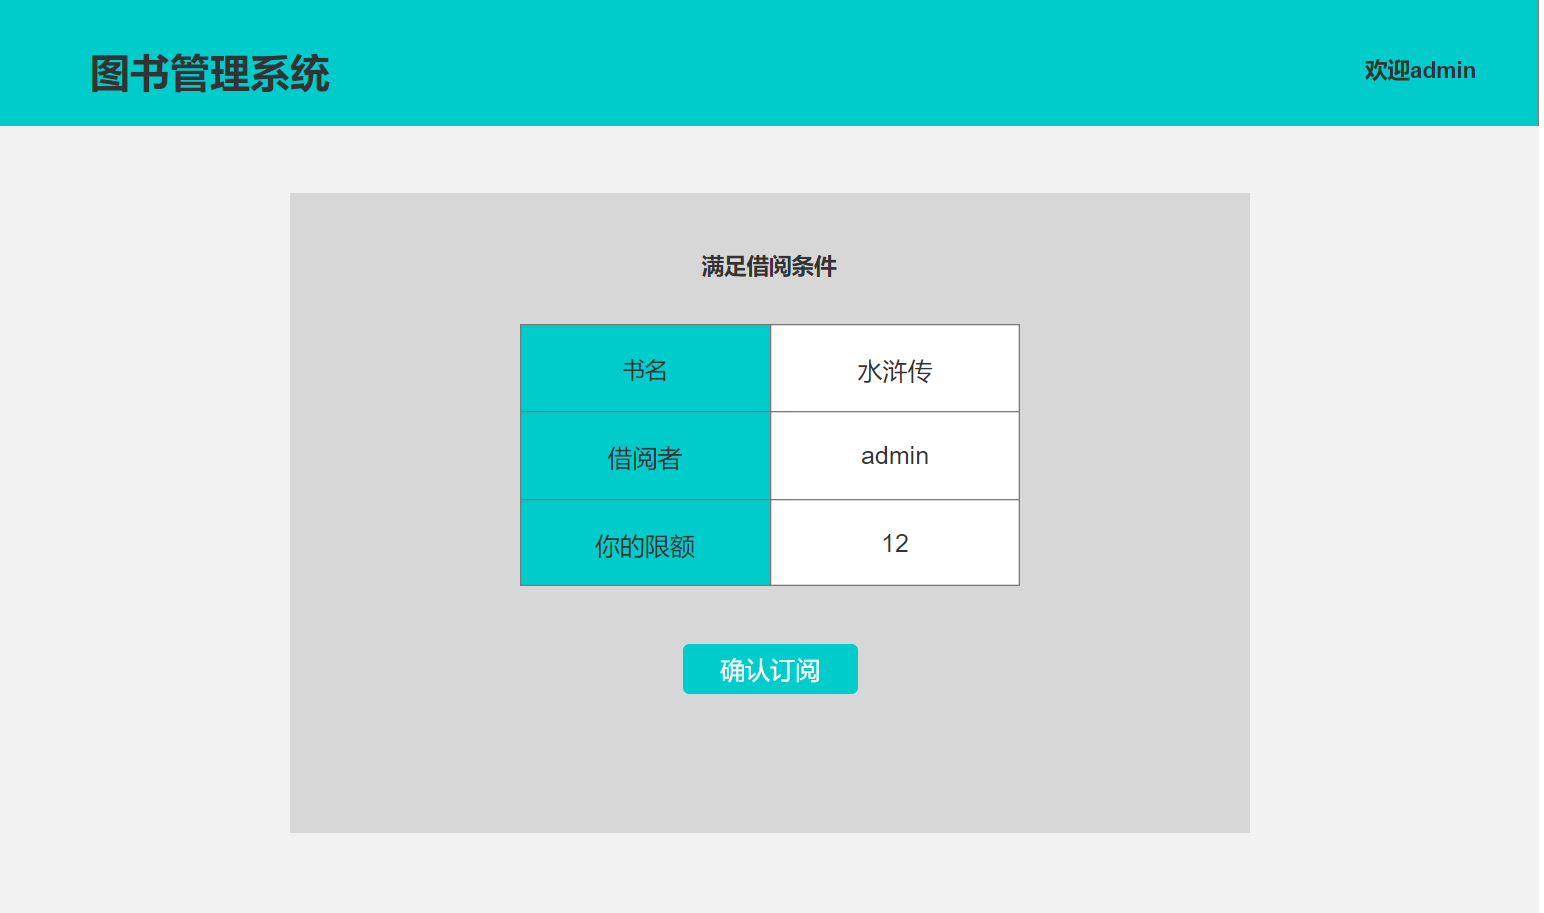 图书管理系统
欢迎admin
满足借阅条件
书名
水浒传
借阅者
admin
你的限额
12
确认订阅